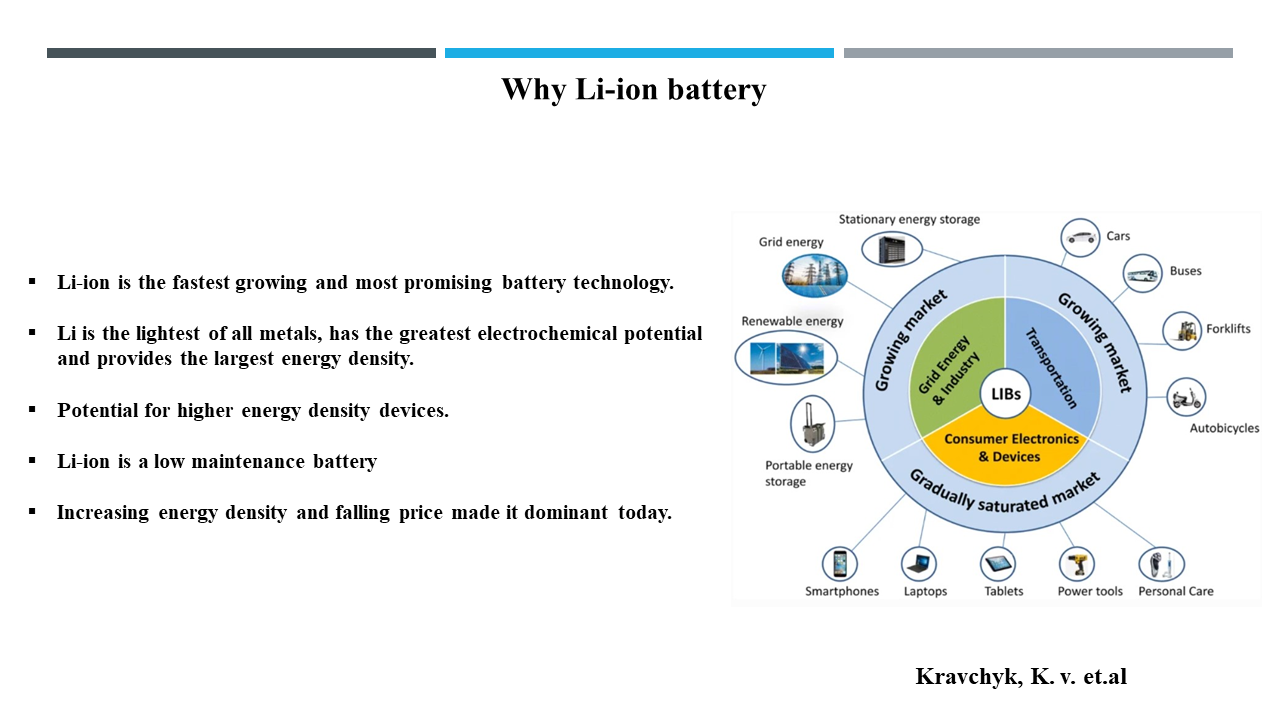 Why Li-ion battery
▪ Li-ion is the fastest growing and most promising battery technology.
▪ Li is the lightest of all metals, has the greatest electrochemical potential
and provides the largest energy density.
▪ Potential for higher energy density devices.
▪ Li-ion is a low maintenance battery
▪ Increasing energy density and falling price made it dominant today.
Stationary energy storage
Grid energy
Renewable energy
Portable energy
storage
Cars
Buses
Forklifts
Autobicycles
Growing market
Growing market
Gradually saturated market
Grid Energy
& Industry
Transportation
LIBs
Consumer Electronics
& Devices
Smartphones
Laptops
Tablets
Power tools
Personal Care
Kravchyk, K. v. et.al